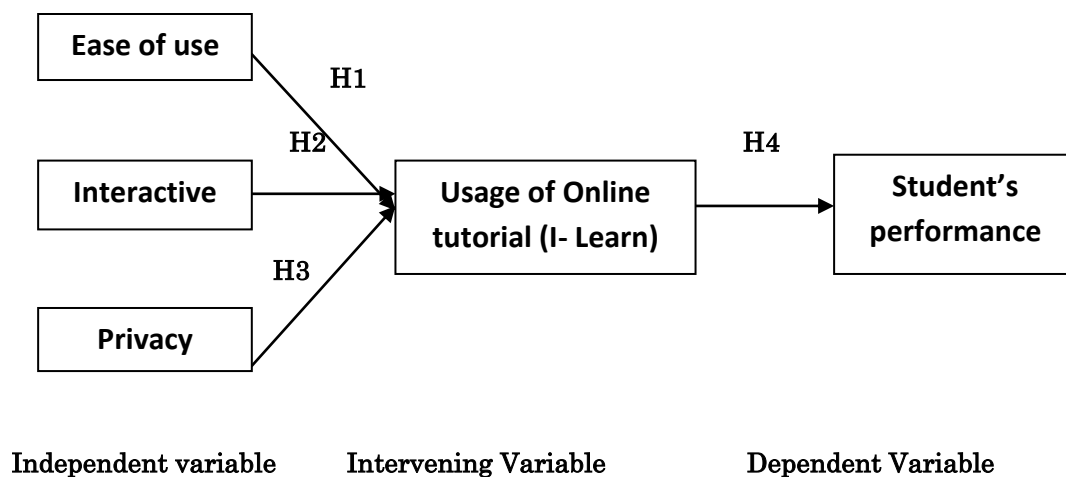 Ease of use
H1
H2
H4
Interactive
Usage of Online
tutorial (I- Learn)
Student’s
performance
H3
Privacy
Independent variable
Intervening Variable
Dependent Variable